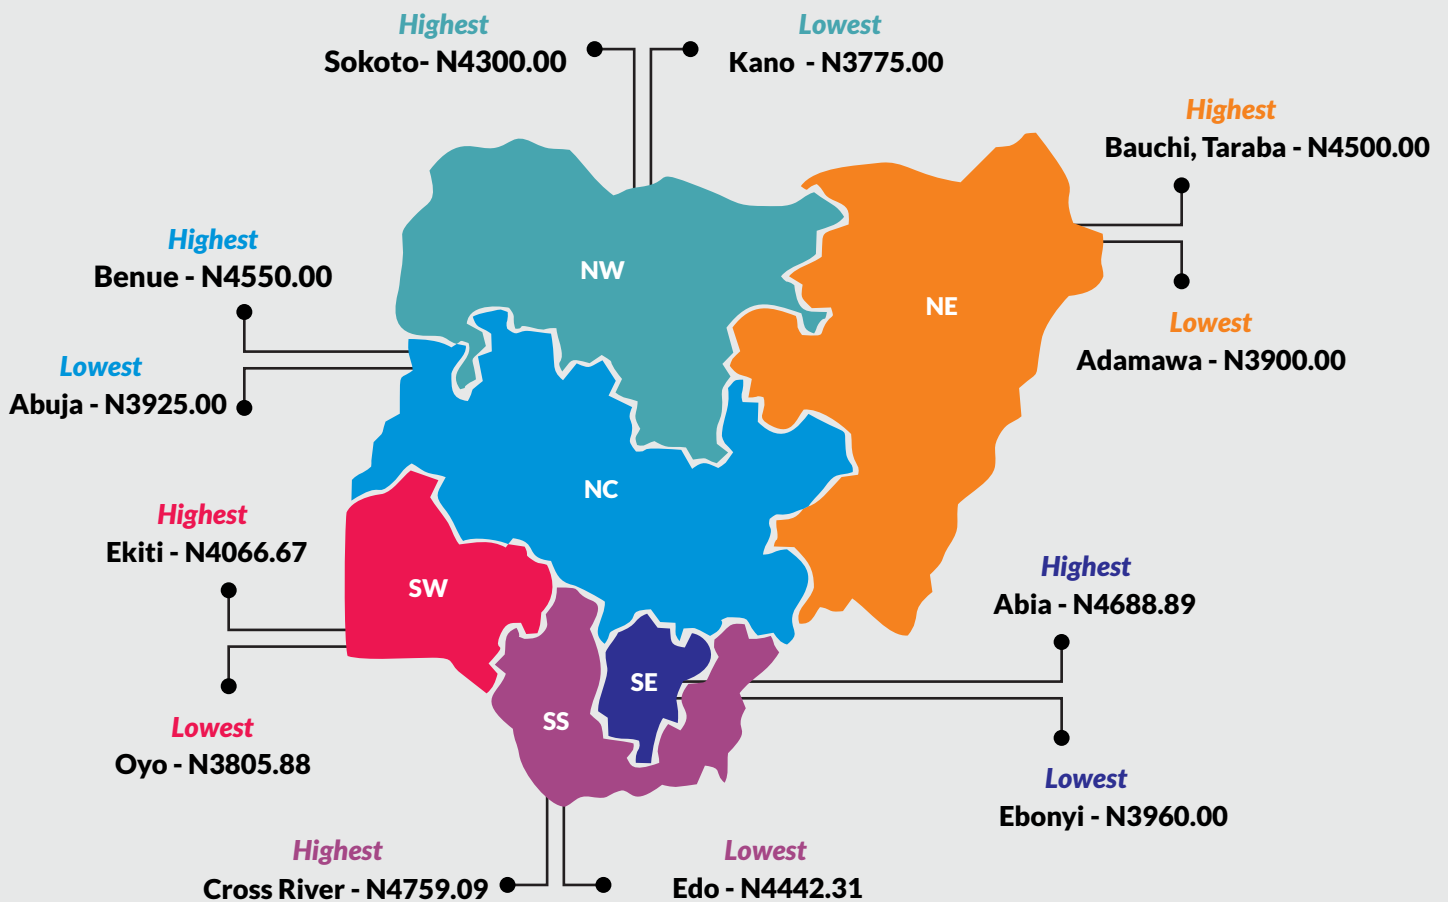 Highest
Sokoto- N4300.00
Lowest
Kano - N3775.00
Highest
Bauchi, Taraba - N4500.00
Lowest
Adamawa - N3900.00
Highest
Benue - N4550.00
Lowest
Abuja - N3925.00
NW
NE
NC
SW
SE
SS
Highest
Ekiti - N4066.67
Lowest
Oyo - N3805.88
Highest
Abia - N4688.89
Lowest
Ebonyi - N3960.00
Highest
Cross River - N4759.09
Lowest
Edo - N4442.31